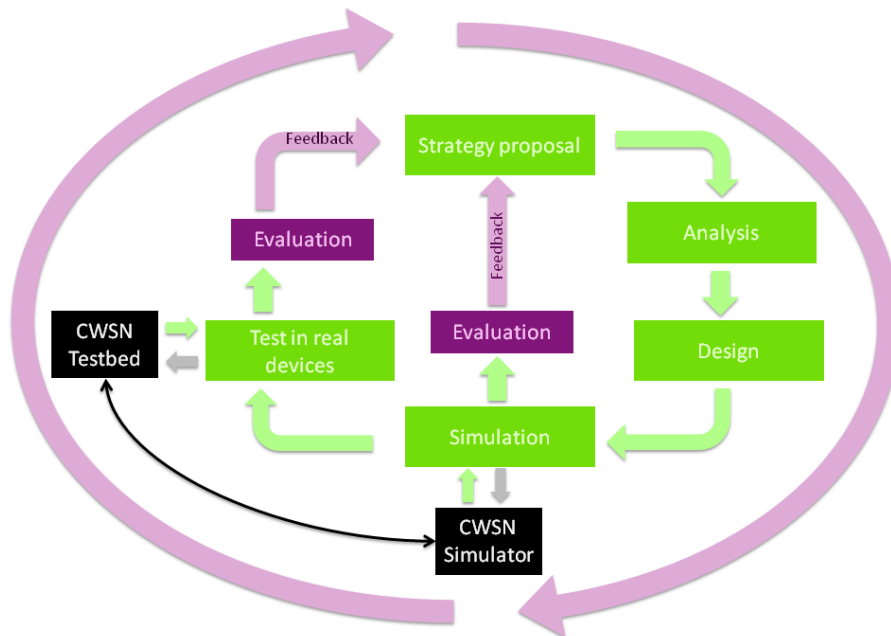 Feedback
Strategy proposal
Evaluation
Feedback
Analysis
CWSN
Testbed
Test in real
devices
Evaluation
Design
Simulation
CWSN
Simulator